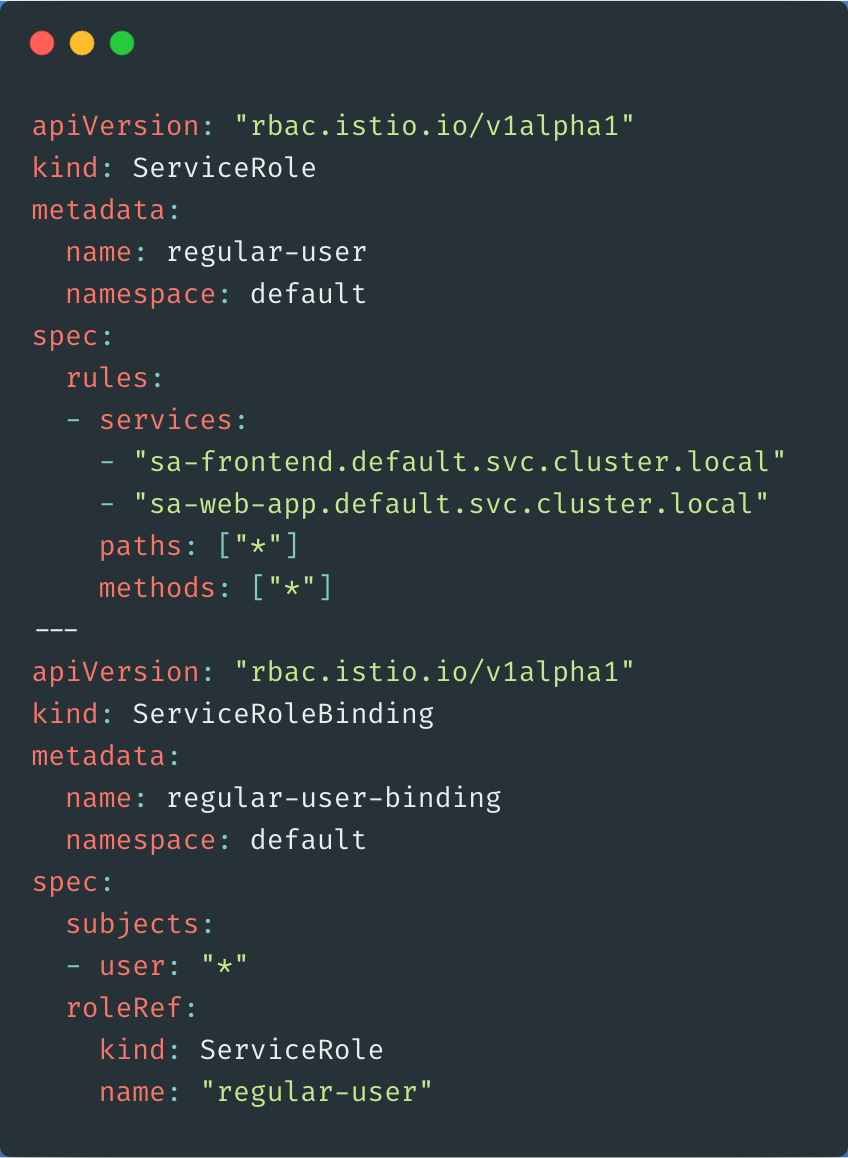 apiVersion: "rbac.istio.io/v1alpha1"
kind: ServiceRole
metadata:
  name: regular-user
  namespace: default
spec:
  rules:
  - services:
    - "sa-frontend.default.svc.cluster.local"
    - "sa-web-app.default.svc.cluster.local"
    paths: ["*"]
    methods: ["*"]
---
apiVersion: "rbac.istio.io/v1alpha1"
kind: ServiceRoleBinding
metadata:
  name: regular-user-binding
  namespace: default
spec:
  subjects:
  - user: "*"
  roleRef:
    kind: ServiceRole
    name: "regular-user"